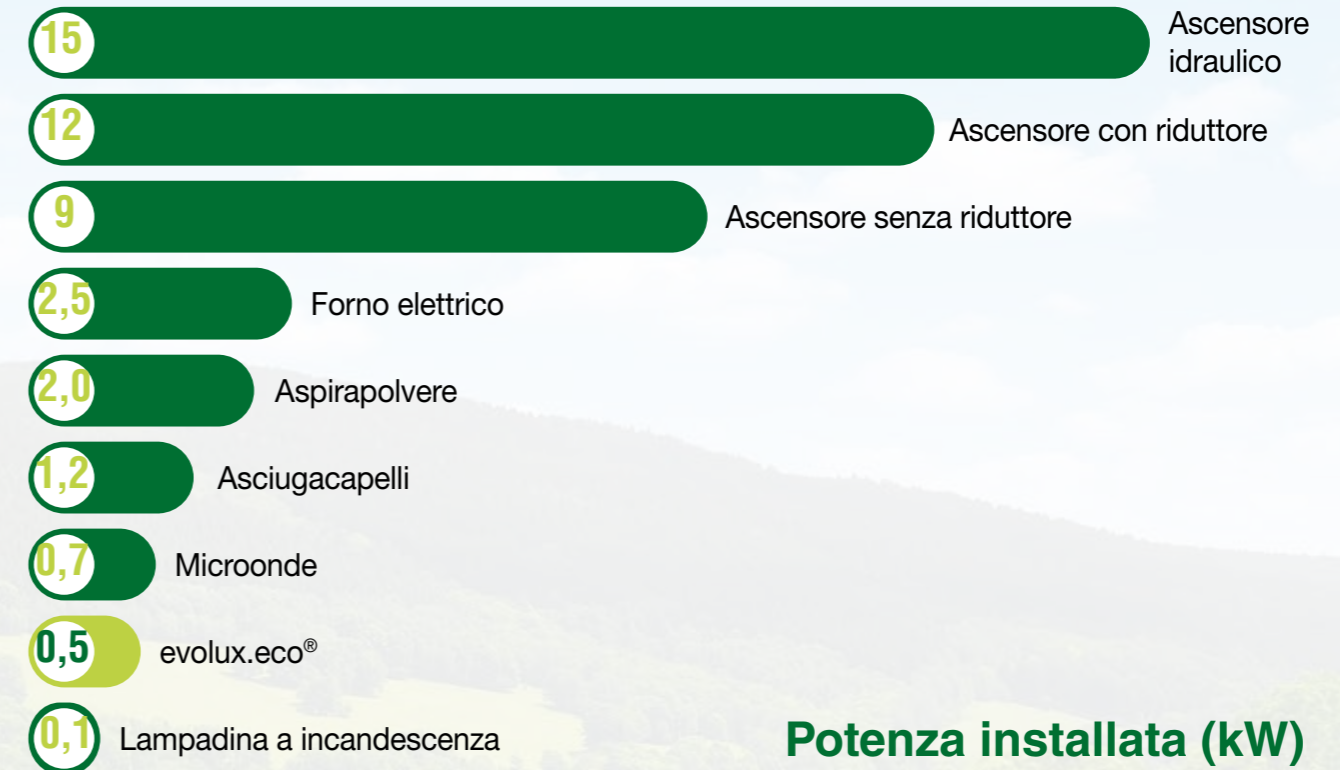 15 Ascensore
idraulico
12 Ascensore con riduttore
9 Ascensore senza riduttore
2,5 Forno elettrico
2,0 Aspirapolvere
1,2 Asciugacapelli
0,7 Microonde
0,5 evolux.eco®
0,1 Lampadina a incandescenza
Potenza installata (kW)